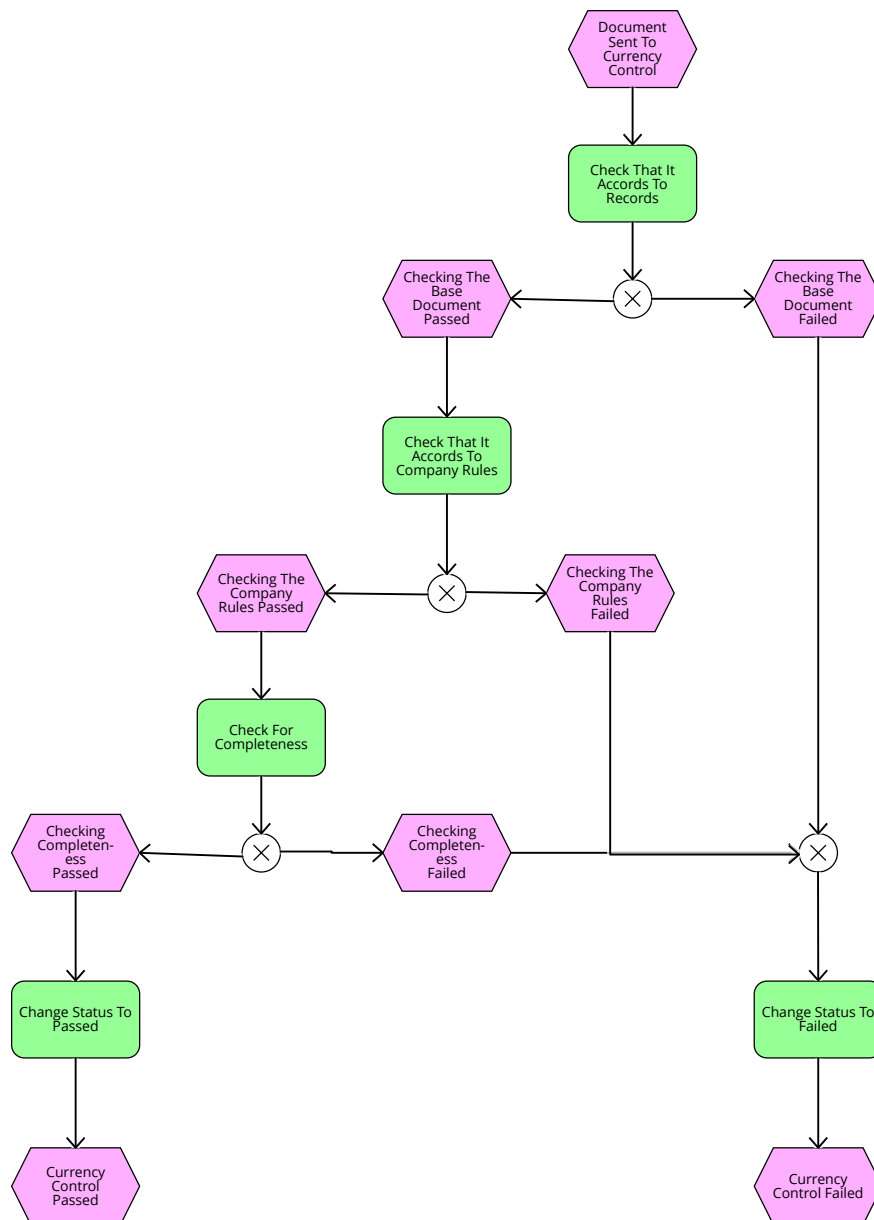 Document
Sent To
Currency
Control
Check That It
Accords To
Records
Checking The
Base
Document
Passed
Checking The
Base
Document
Failed
Check That It
Accords To
Company Rules
Checking The
Company
Rules Passed
Checking The
Company
Rules
Failed
Check For
Completeness
Checking
Completen-
ess
Passed
Checking
Completen-
ess
Failed
Change Status To
Passed
Change Status To
Failed
Currency
Control
Passed
Currency
Control Failed